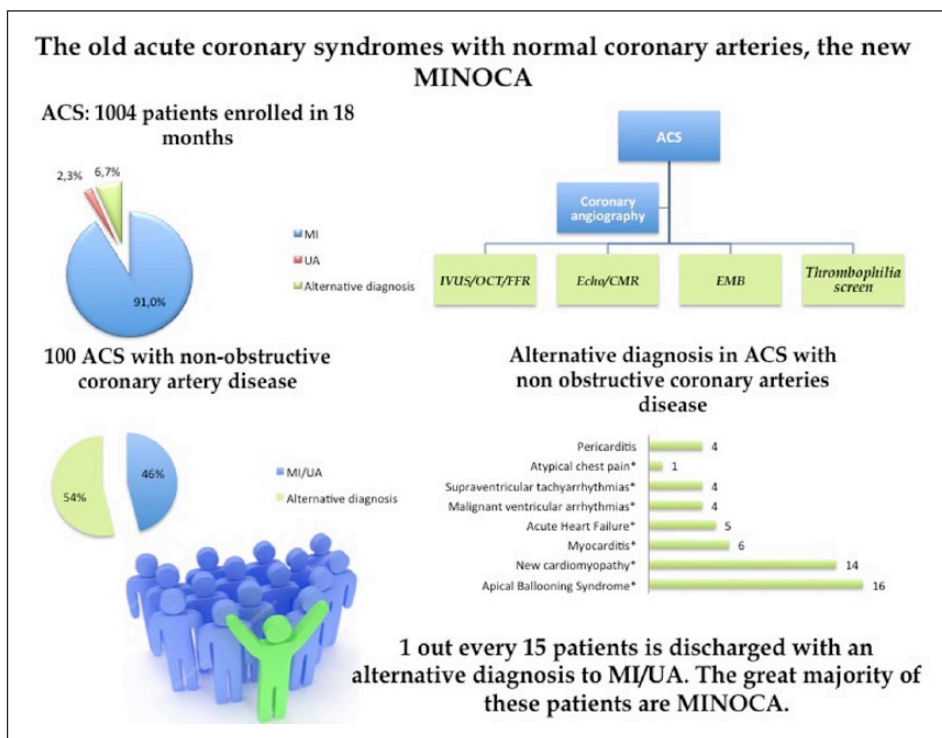 The old acute coronary syndromes with normal coronary arteries, the new
MINOCA
ACS: 1004 patients enrolled in 18
months
2,3%
6,7%
91,0%
MI
UA
Alternative diagnosis
ACS
Coronary
angiography
IVUS/OCT/FFR
Echo/CMR
EMB
Thrombophilia
screen
100 ACS with non-obstructive
coronary artery disease
54%
46%
MI/UA
Alternative diagnosis
Alternative diagnosis in ACS with
non obstructive coronary arteries
disease
Pericarditis 4
Atypical chest pain* 1
Supraventricular tachyarrhythmias* 4
Malignant ventricular arrhythmias* 4
Acute Heart Failure* 5
Myocarditis* 6
New cardiomyopathy* 14
Apical Ballooning Syndrome* 16
1 out every 15 patients is discharged with an
alternative diagnosis to MI/UA. The great majority of
these patients are MINOCA.